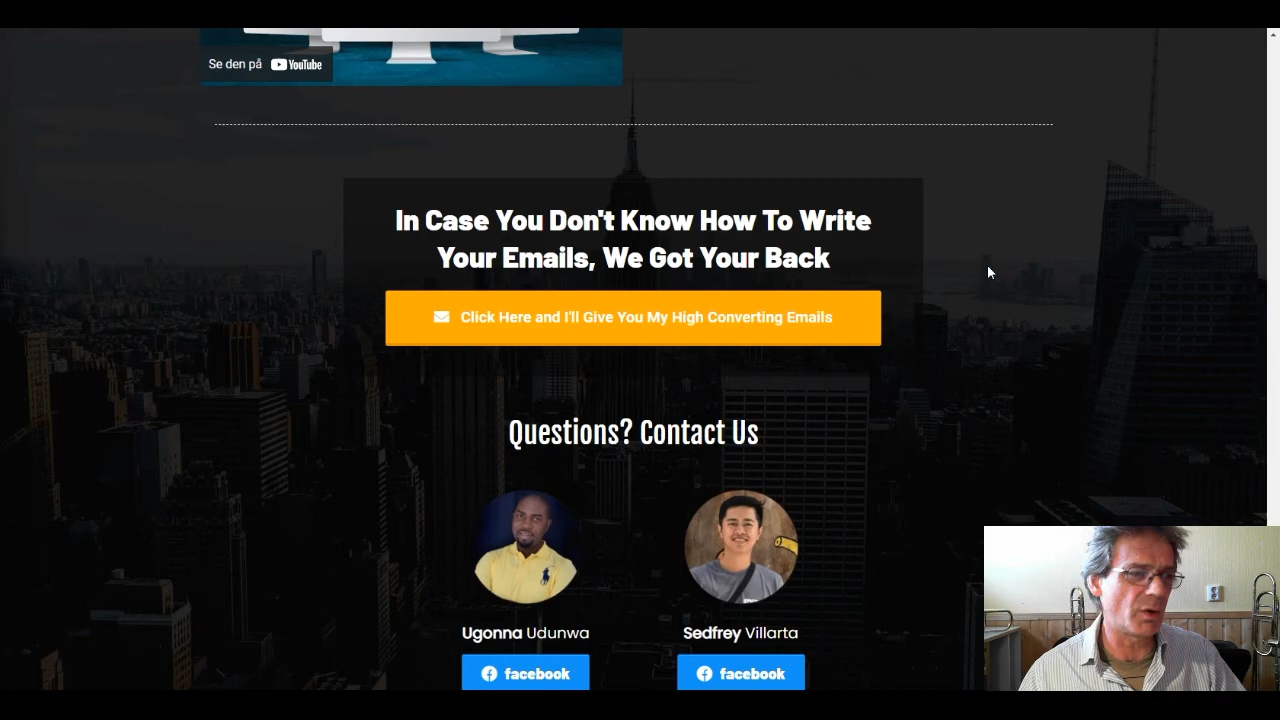 Se den på YouTube
In Case You Don't Know How To Write
Your Emails, We Got Your Back
Click Here and I'll Give You My High Converting Emails
Questions? Contact Us
Ugonna Udunwa
Sedfrey Villarta
facebook
facebook